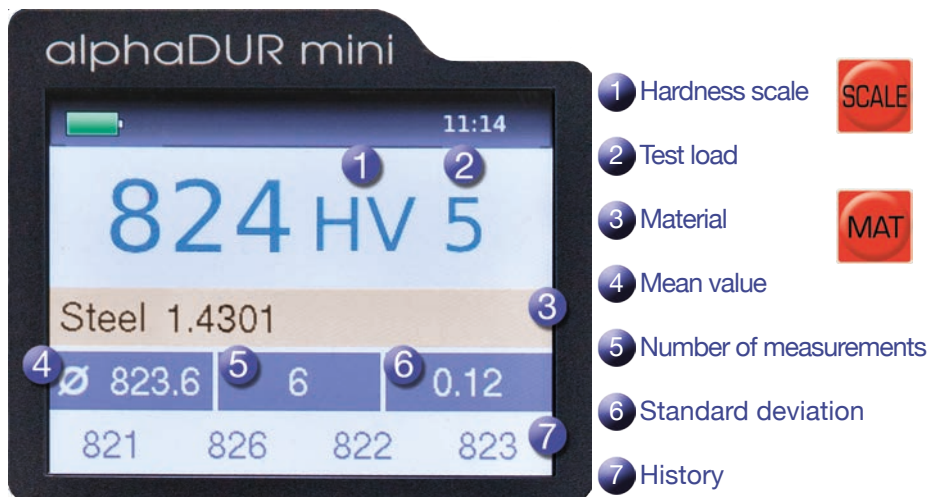 alphaDUR mini
11:14
1 2
824 HV 5
Steel 1.4301 3
4 Ø 823.6 5 6 6 0.12
821 826 822 823 7
1 Hardness scale SCALE
2 Test load
3 Material MAT
4 Mean value
5 Number of measurements
6 Standard deviation
7 History